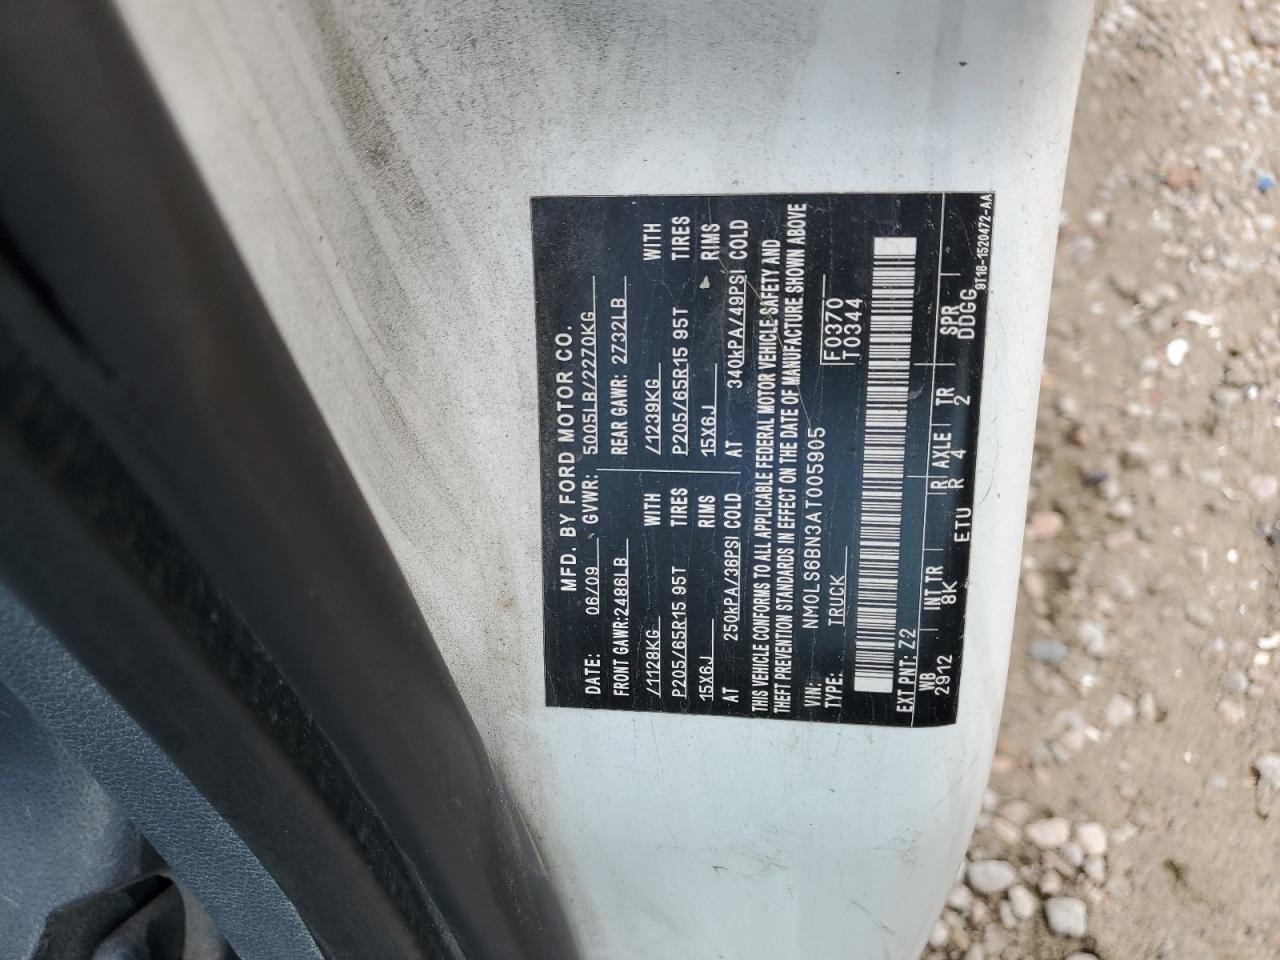 MFD. BY FORD MOTOR CO.
DATE: 06/09 GVWR: 5005LB/2270KG
FRONT GAWR:2486LB REAR GAWR: 2732LB
/1128KG WITH /1239KG WITH
P205/65R15 95T TIRES P205/65R15 95T TIRES
15X6J RIMS 15X6J RIMS
AT 250kPA/36PSI COLD AT 340kPA/49PSI COLD
THIS VEHICLE CONFORMS TO ALL APPLICABLE FEDERAL MOTOR VEHICLE SAFETY AND
THEFT PREVENTION STANDARDS IN EFFECT ON THE DATE OF MANUFACTURE SHOWN ABOVE
VIN: NM0LS6BN3AT005905 F0370
TYPE: TRUCK T0344
EXT PNT: Z2
WB INT TR R AXLE TR SPR
2912 8K ETU R 4 2 DDGG
9T18-1520472-AA